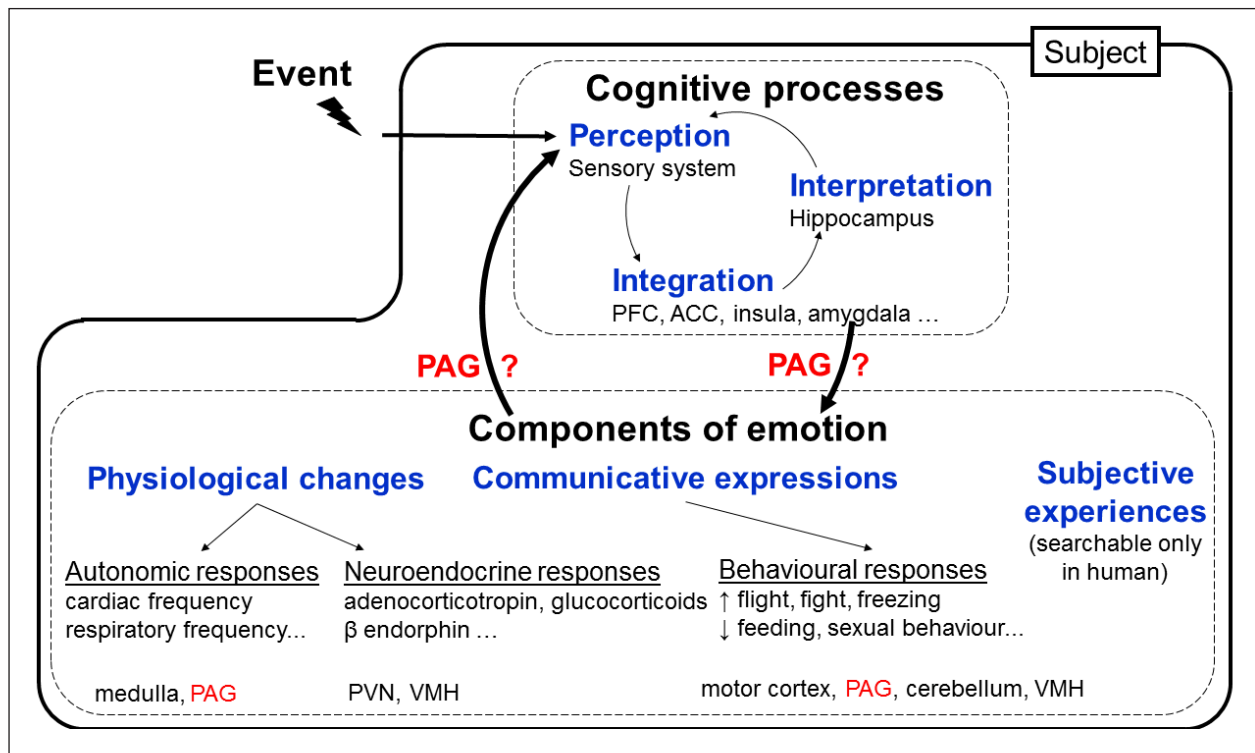 Subject
Event
Cognitive processes
Perception
Sensory system
Interpretation
Hippocampus
Integration
PFC, ACC, insula, amygdala ...
PAG ?
PAG ?
Components of emotion
Physiological changes
Communicative expressions
Subjective
experiences
(searchable only
in human)
Autonomic responses
cardiac frequency
respiratory frequency...
Neuroendocrine responses
adenocorticotropin, glucocorticoids
β endorphin ...
Behavioural responses
↑ flight, fight, freezing
↓ feeding, sexual behaviour...
medulla, PAG
PVN, VMH
motor cortex, PAG, cerebellum, VMH